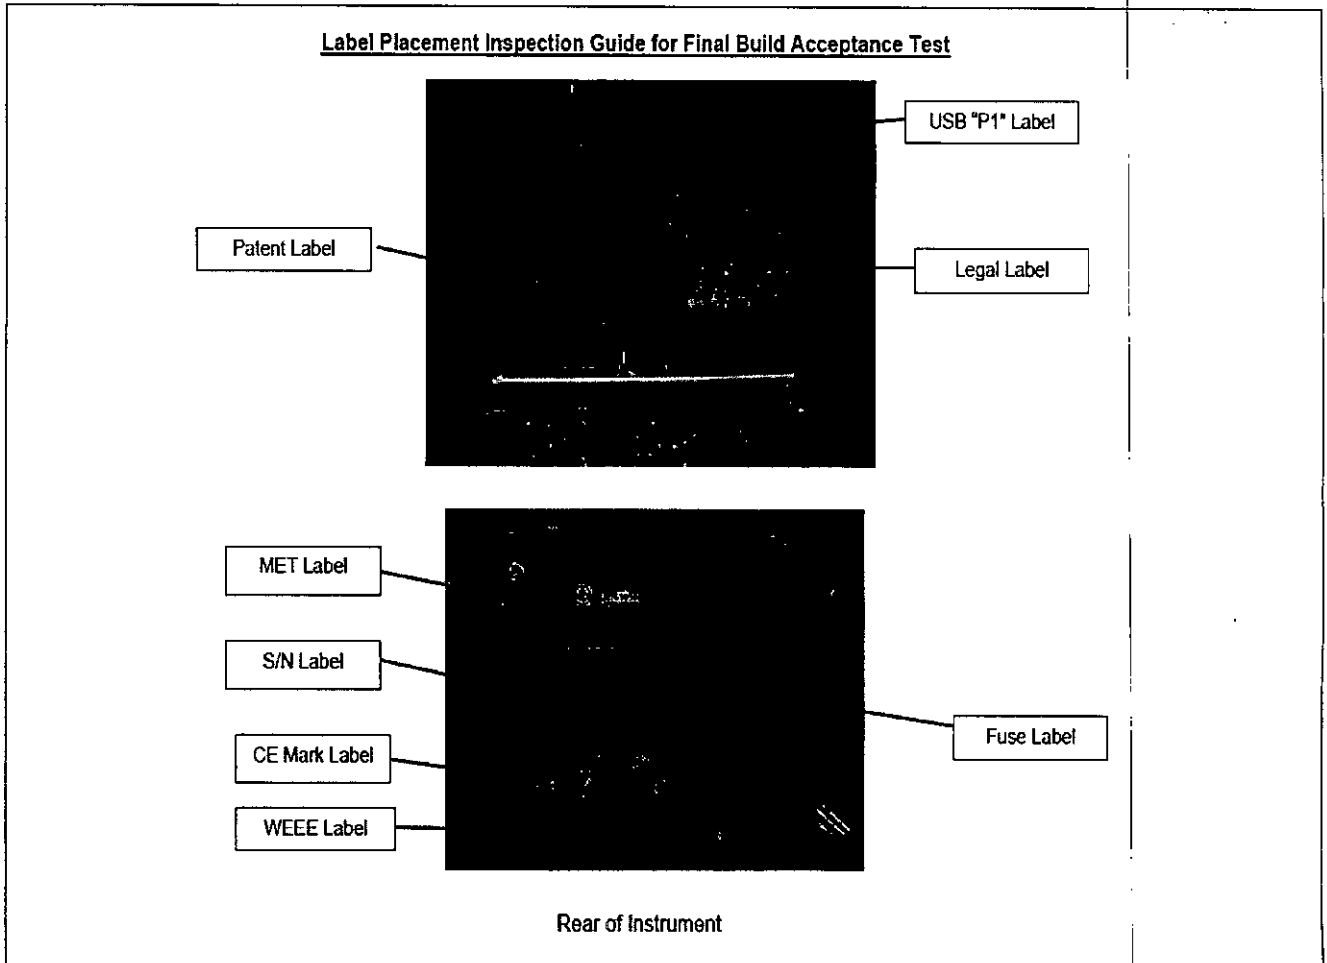 Label Placement Inspection Guide for Final Build Acceptance Test
USB "P1" Label
Patent Label
Legal Label
MET Label
S/N Label
Fuse Label
CE Mark Label
WEEE Label
Rear of Instrument